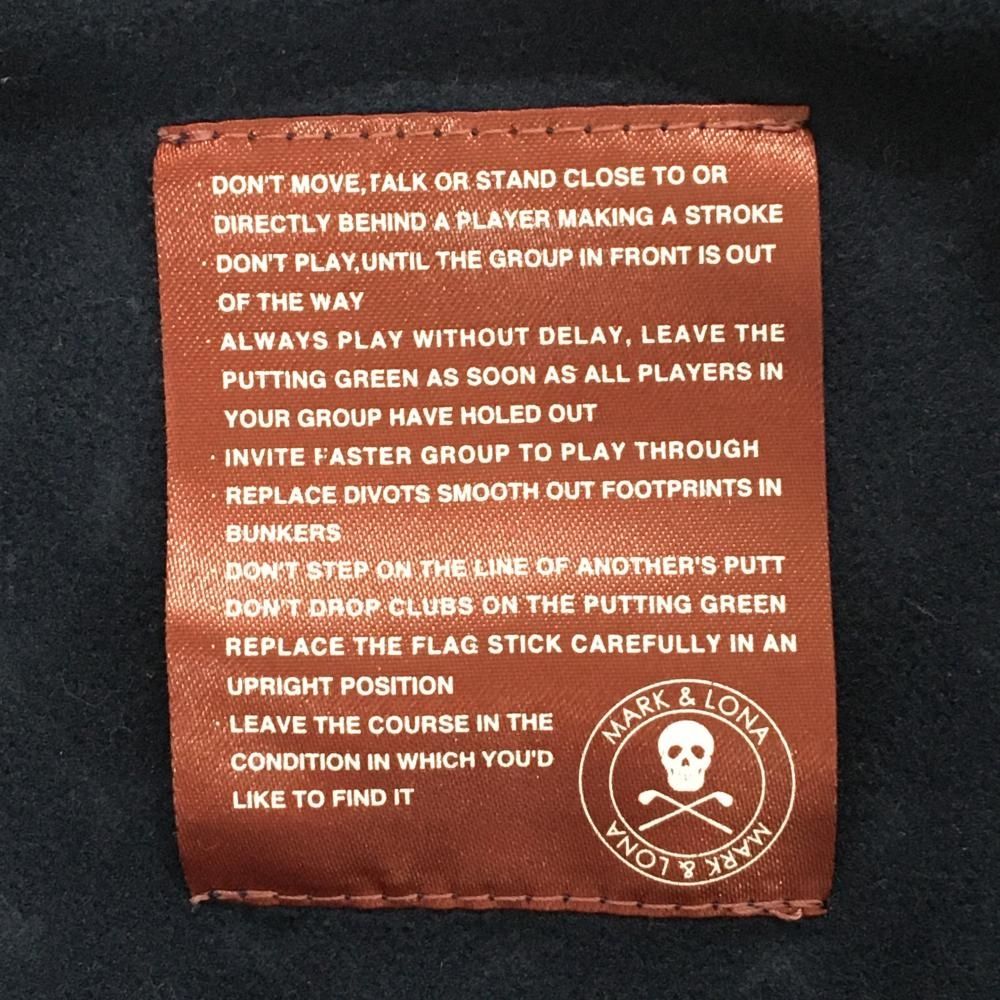 · DON'T MOVE,TALK OR STAND CLOSE TO OR
DIRECTLY BEHIND A PLAYER MAKING A STROKE
· DON'T PLAY,UNTIL THE GROUP IN FRONT IS OUT
OF THE WAY
· ALWAYS PLAY WITHOUT DELAY, LEAVE THE
PUTTING GREEN AS SOON AS ALL PLAYERS IN
YOUR GROUP HAVE HOLED OUT
· INVITE FASTER GROUP TO PLAY THROUGH
· REPLACE DIVOTS SMOOTH OUT FOOTPRINTS IN
BUNKERS
· DON'T STEP ON THE LINE OF ANOTHER'S PUTT
DON'T DROP CLUBS ON THE PUTTING GREEN
· REPLACE THE FLAG STICK CAREFULLY IN AN
UPRIGHT POSITION
· LEAVE THE COURSE IN THE
CONDITION IN WHICH YOU'D
LIKE TO FIND IT
MARK & LONA
MARK & LONA